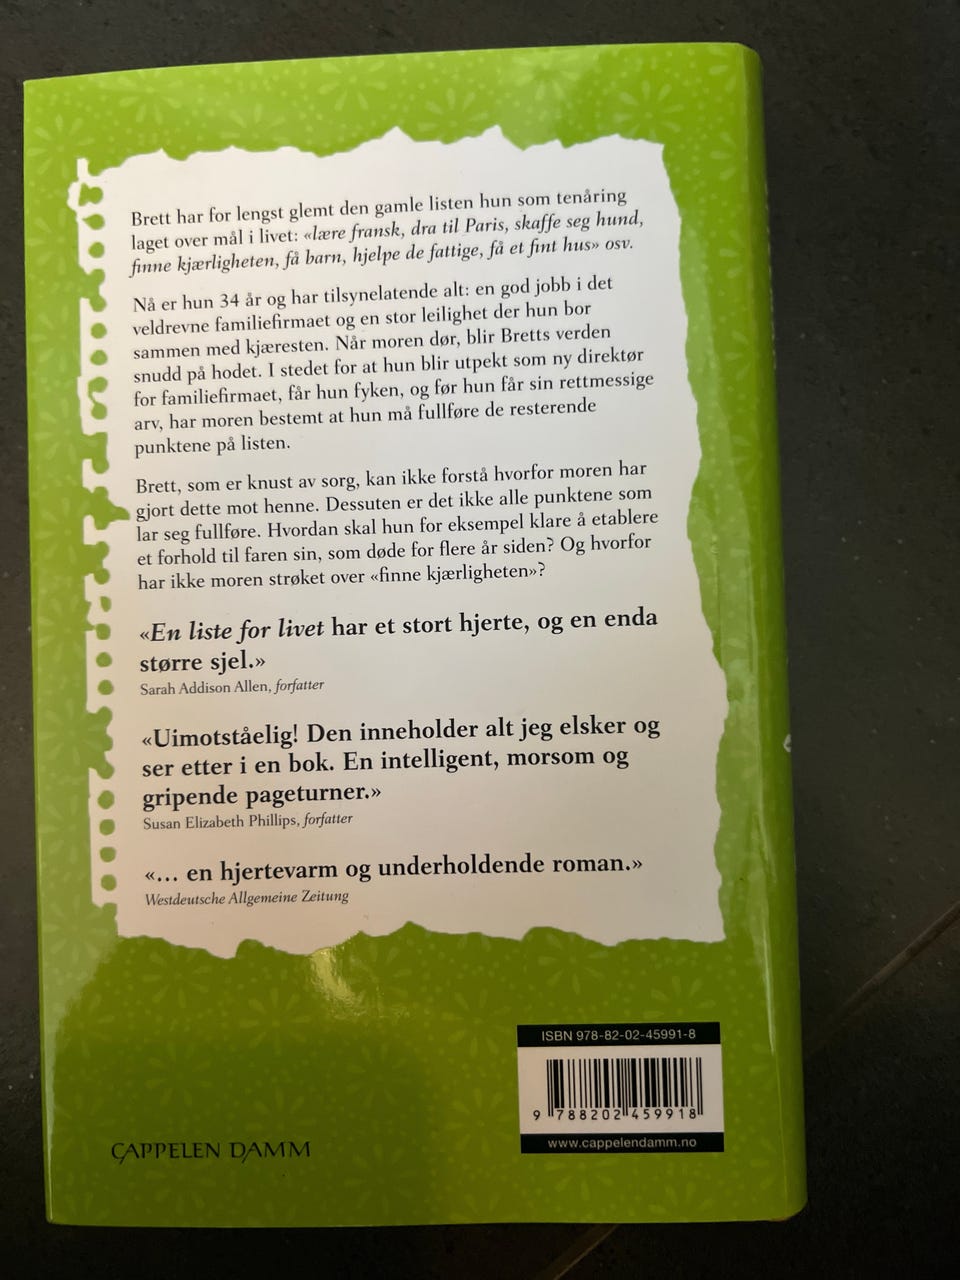 Brett har for lengst glemt den gamle listen hun som tenåring
laget over mål i livet: «lære fransk, dra til Paris, skaffe seg hund,
finne kjærligheten, få barn, hjelpe de fattige, få et fint hus» osv.
Nå er hun 34 år og har tilsynelatende alt: en god jobb i det
veldrevne familiefirmaet og en stor leilighet der hun bor
sammen med kjæresten. Når moren dør, blir Bretts verden
snudd på hodet. I stedet for at hun blir utpekt som ny direktør
for familiefirmaet, får hun fyken, og før hun får sin rettmessige
arv, har moren bestemt at hun må fullføre de resterende
punktene på listen.
Brett, som er knust av sorg, kan ikke forstå hvorfor moren har
gjort dette mot henne. Dessuten er det ikke alle punktene som
lar seg fullføre. Hvordan skal hun for eksempel klare å etablere
et forhold til faren sin, som døde for flere år siden? Og hvorfor
har ikke moren strøket over «finne kjærligheten»?
«En liste for livet har et stort hjerte, og en enda
større sjel.»
Sarah Addison Allen, forfatter
«Uimotståelig! Den inneholder alt jeg elsker og
ser etter i en bok. En intelligent, morsom og
gripende pageturner.»
Susan Elizabeth Phillips, forfatter
«… en hjertevarm og underholdende roman.»
Westdeutsche Allgemeine Zeitung
ISBN 978-82-02-45991-8
9 788202 459918
www.cappelendamm.no
CAPPELEN DAMM